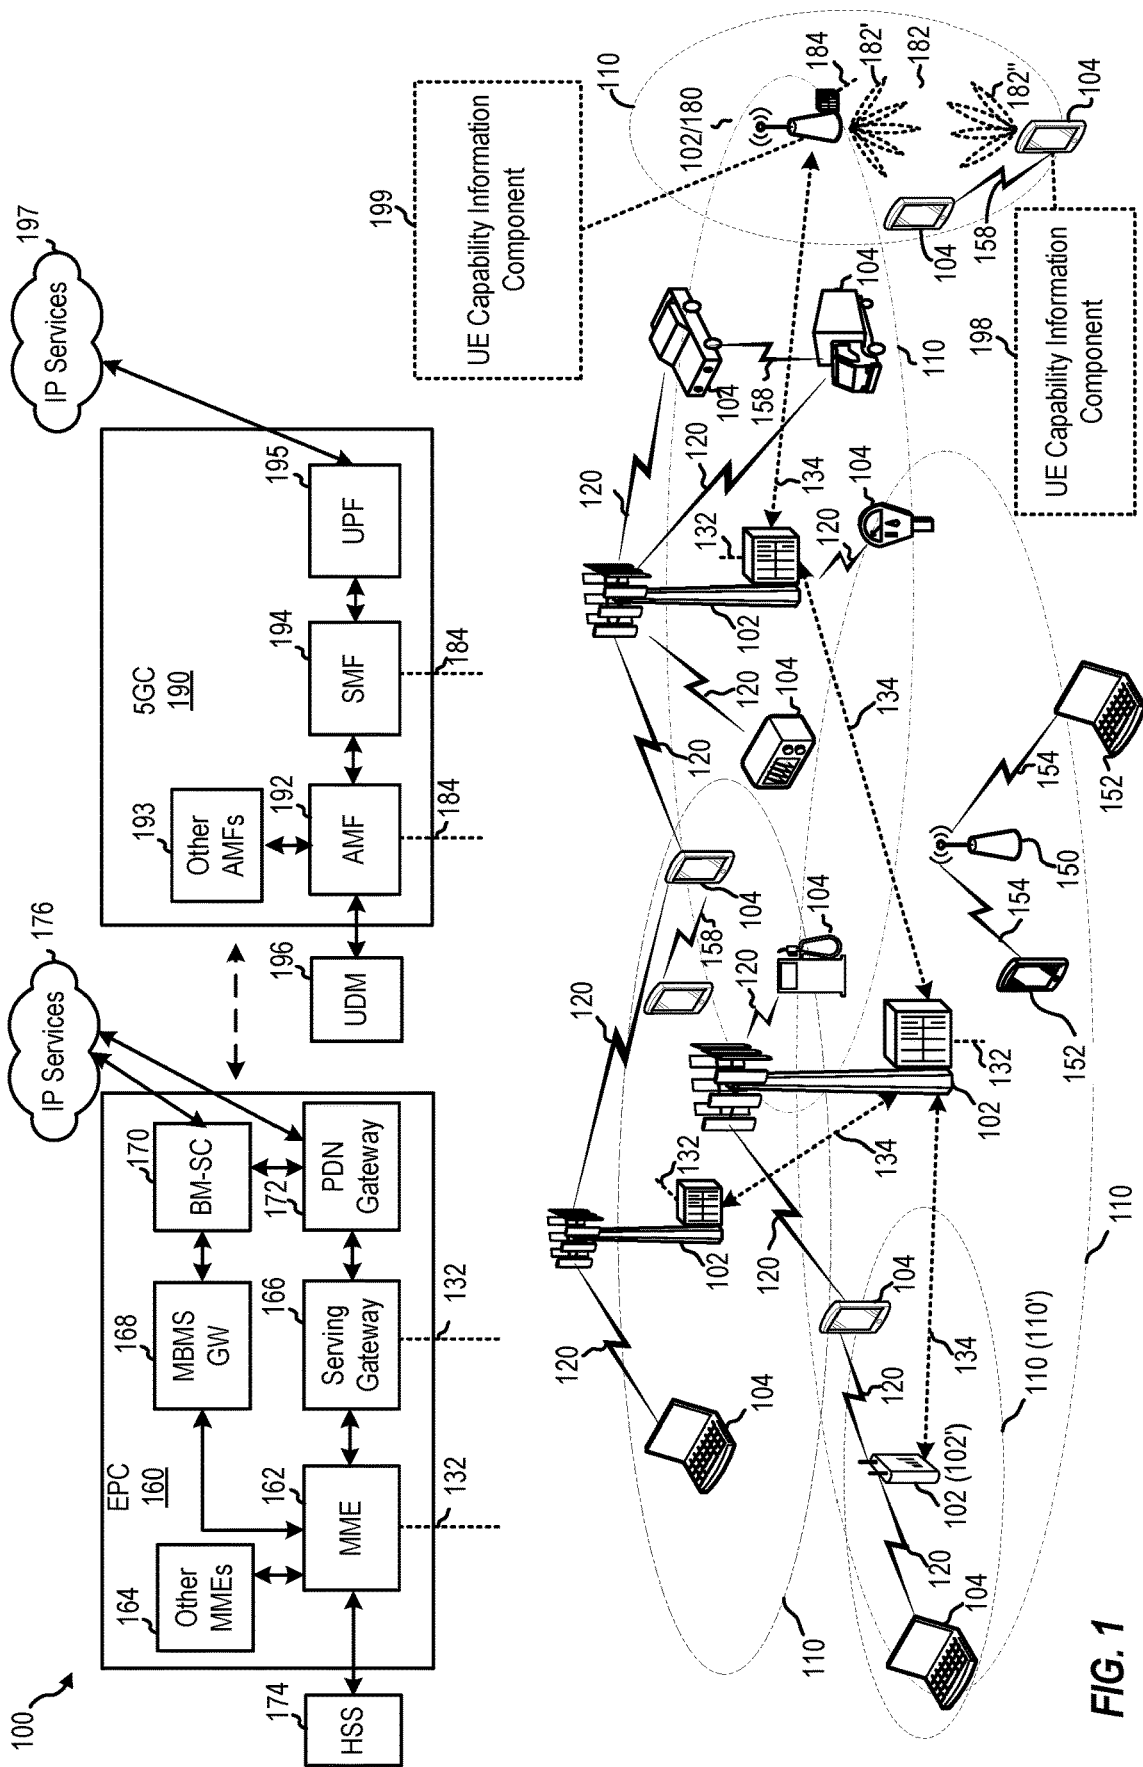 100
HSS
174
EPC
160
Other
MMEs
164
MME
162
132
MBMS
GW
168
Serving
Gateway
166
132
BM-SC
170
PDN
Gateway
172
IP Services
176
UDM
196
5GC
190
Other
AMFs
193
AMF
192
184
SMF
194
184
UPF
195
IP Services
197
UE Capability Information
Component
199
102/180
110
184
182'
182
182"
104
104
158
UE Capability Information
Component
198
104
158
104
110
120
120
134
132
102
120
104
120
104
120
134
104
158
120
120
104
132
102
134
132
102
120
104
120
110
120
104
120
102 (102')
134
110 (110')
120
104
110
154
150
154
152
152
FIG. 1